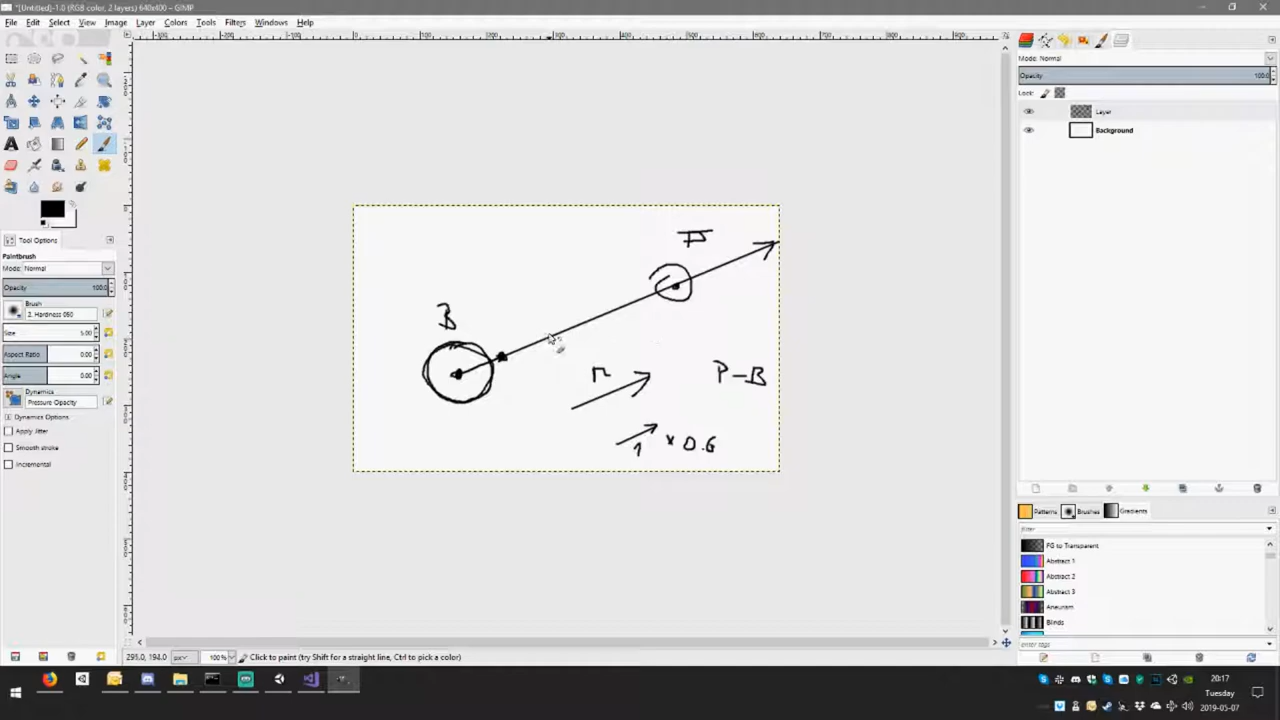 *[Untitled]-1.0 (RGB color, 2 layers) 640x400 – GIMP
File Edit Select View Image Layer Colors Tools Filters Windows Help
Mode: Normal
Opacity 100.0
Lock:
Layer
Background
Tool Options
Paintbrush
Mode: Normal
Opacity 100.0
Brush
2. Hardness 050
Size 5.00
Aspect Ratio 0.00
Angle 0.00
Dynamics
Pressure Opacity
Dynamics Options
Apply Jitter
Smooth stroke
Incremental
P
B
P-B
1 x 0.6
Patterns Brushes Gradients
filter
FG to Transparent
Abstract 1
Abstract 2
Abstract 3
Aneurism
Blinds
enter tags
295.0, 194.0 px 100% Click to paint (try Shift for a straight line, Ctrl to pick a color)
20:17
Tuesday
2019-05-07